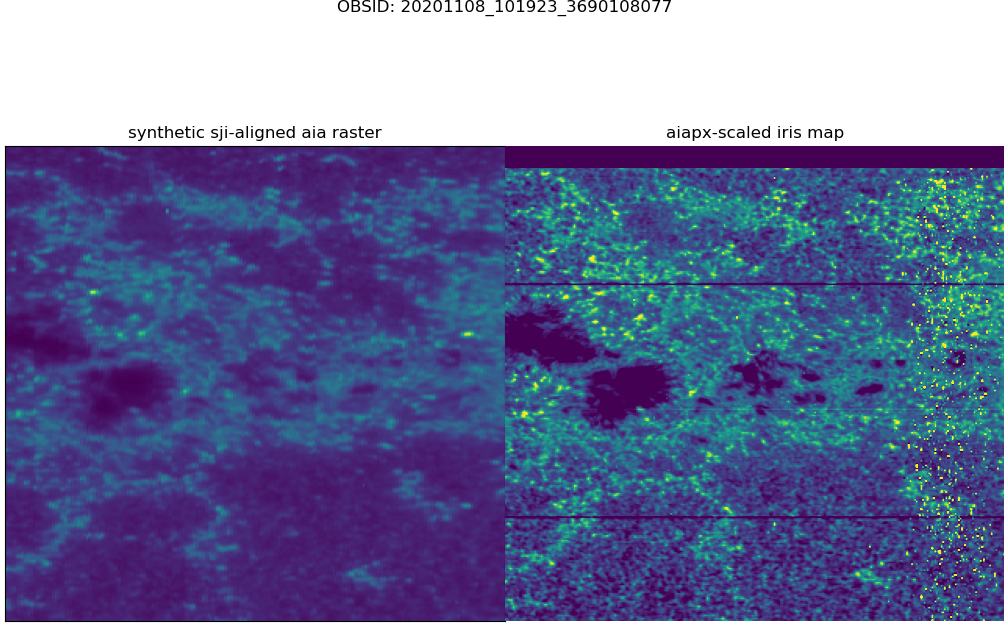 OBSID: 20201108_101923_3690108077
synthetic sji-aligned aia raster
aiapx-scaled iris map